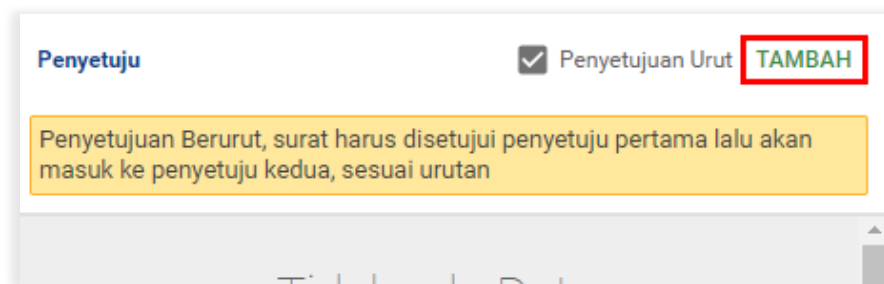 Penyetuju
Penyetujuan Urut TAMBAH
Penyetujuan Berurut, surat harus disetujui penyetuju pertama lalu akan
masuk ke penyetuju kedua, sesuai urutan